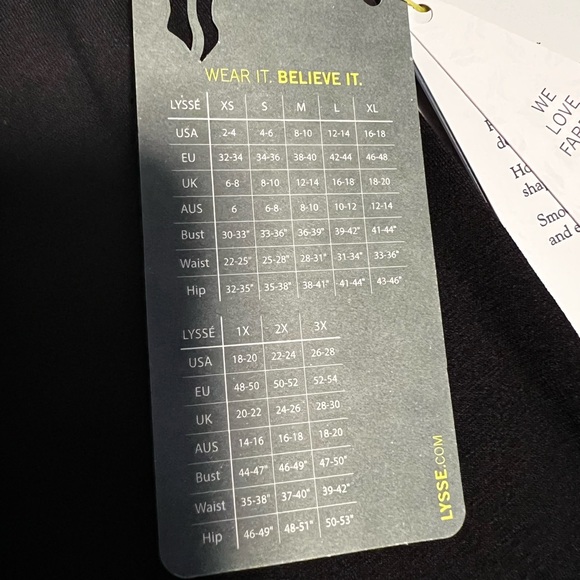 WEAR IT. BELIEVE IT.
LYSSÉ XS S M L XL
USA 2-4 4-6 8-10 12-14 16-18
EU 32-34 34-36 38-40 42-44 46-48
UK 6-8 8-10 12-14 16-18 18-20
AUS 6 6-8 8-10 10-12 12-14
Bust 30-33" 33-36" 36-39" 39-42" 41-44"
Waist 22-25" 25-28" 28-31" 31-34" 33-36"
Hip 32-35" 35-38" 38-41" 41-44" 43-46"
LYSSÉ 1X 2X 3X
USA 18-20 22-24 26-28
EU 48-50 50-52 52-54
UK 20-22 24-26 28-30
AUS 14-16 16-18 18-20
Bust 44-47" 46-49" 47-50"
Waist 35-38" 37-40" 39-42"
Hip 46-49" 48-51" 50-53"
LYSSE.COM
WE
LOVE
Smo
and